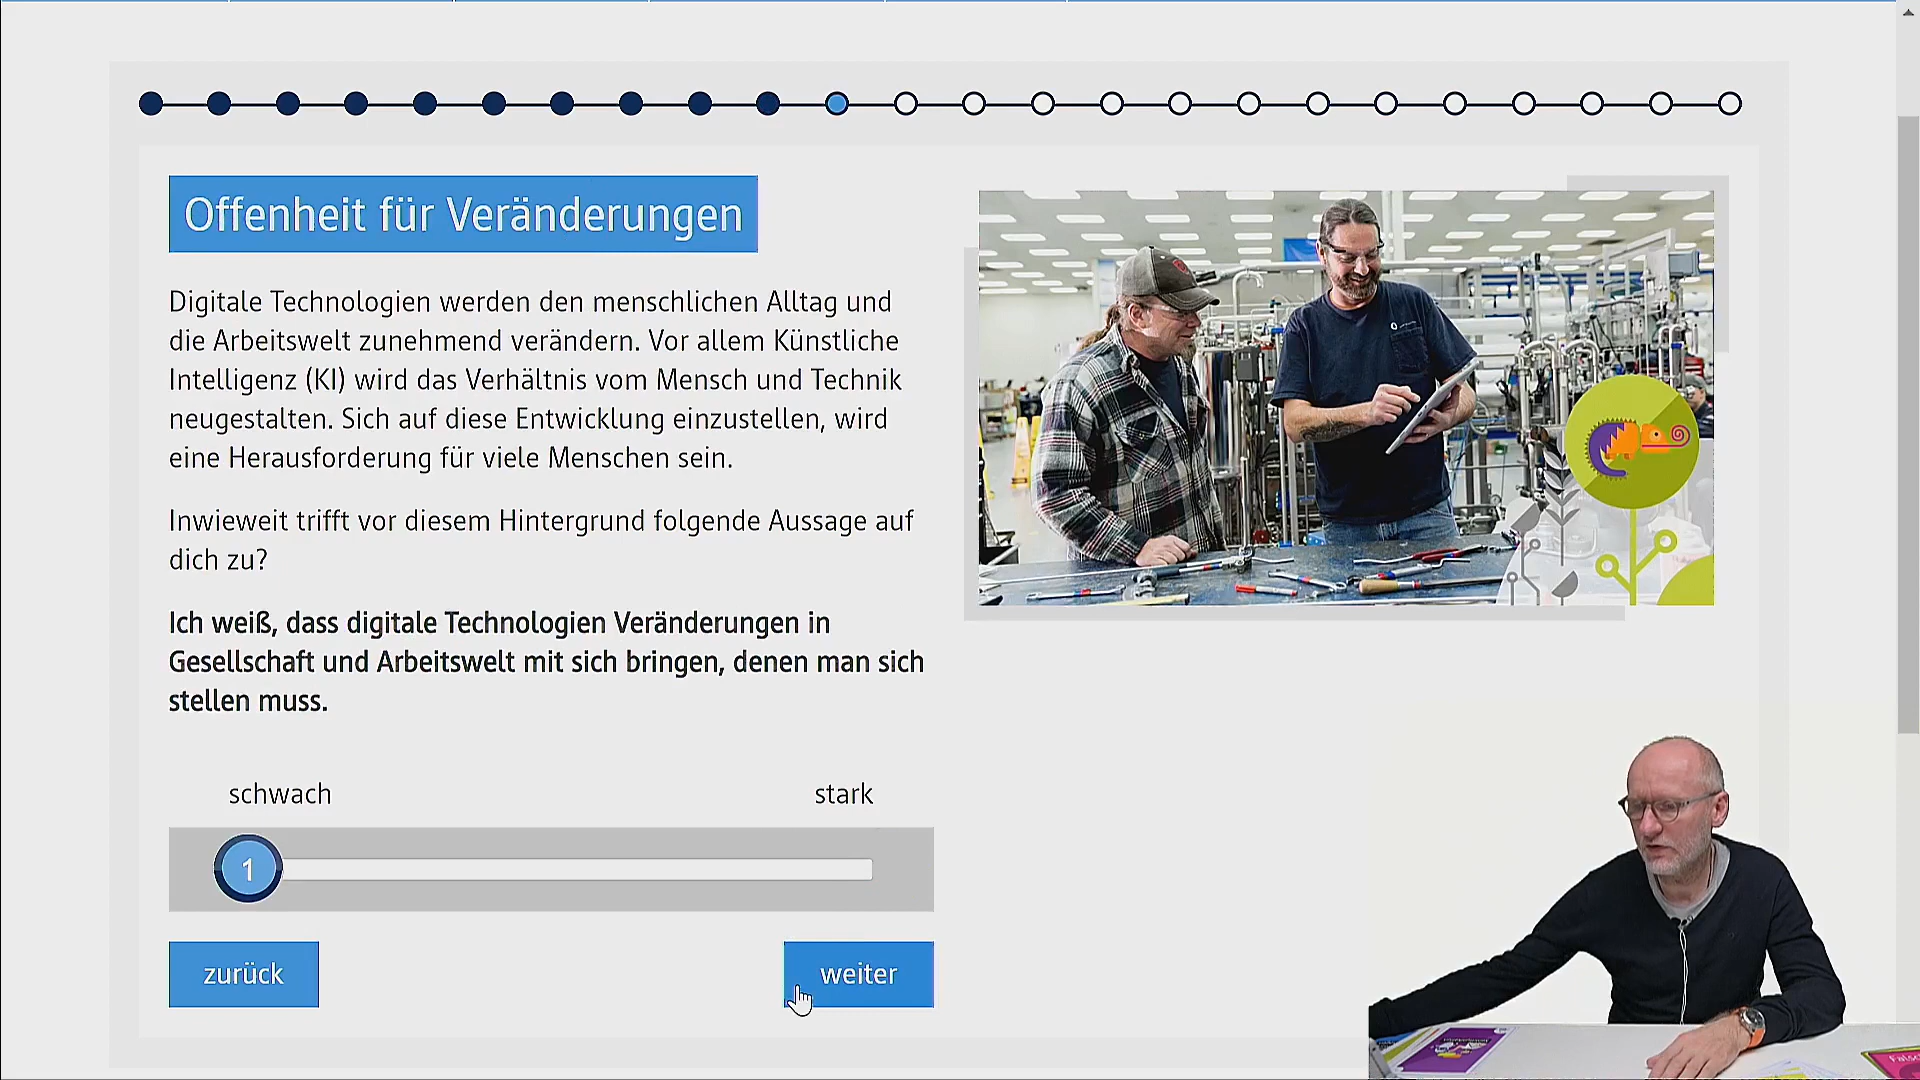 Offenheit für Veränderungen
Digitale Technologien werden den menschlichen Alltag und
die Arbeitswelt zunehmend verändern. Vor allem Künstliche
Intelligenz (KI) wird das Verhältnis vom Mensch und Technik
neugestalten. Sich auf diese Entwicklung einzustellen, wird
eine Herausforderung für viele Menschen sein.
Inwieweit trifft vor diesem Hintergrund folgende Aussage auf
dich zu?
Ich weiß, dass digitale Technologien Veränderungen in
Gesellschaft und Arbeitswelt mit sich bringen, denen man sich
stellen muss.
schwach stark
1
zurück weiter